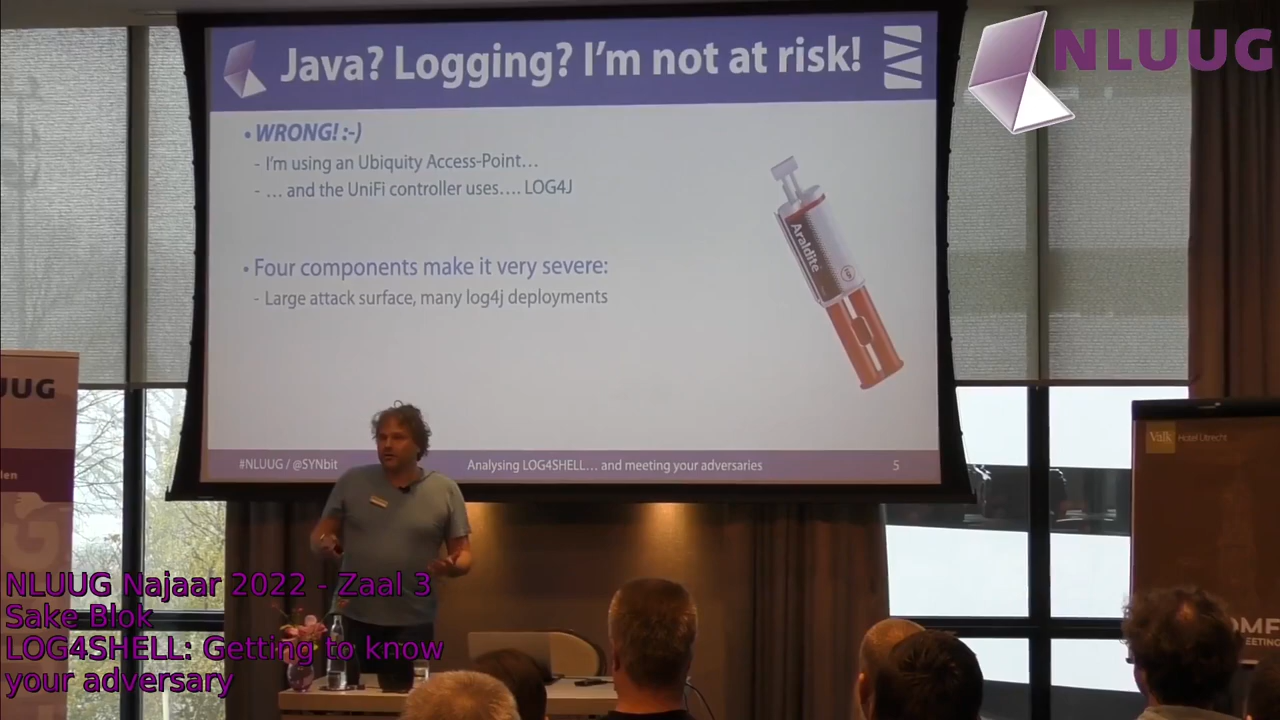 Java? Logging? I'm not at risk!
NLUUG
• WRONG! :-)
- I'm using an Ubiquity Access-Point…
- … and the UniFi controller uses…. LOG4J
Araldite
• Four components make it very severe:
- Large attack surface, many log4j deployments
#NLUUG / @SYNbit
Analysing LOG4SHELL… and meeting your adversaries
5
UUG
len
Valk
Hotel Utrecht
NLUUG Najaar 2022 - Zaal 3
Sake Blok
LOG4SHELL: Getting to know
your adversary